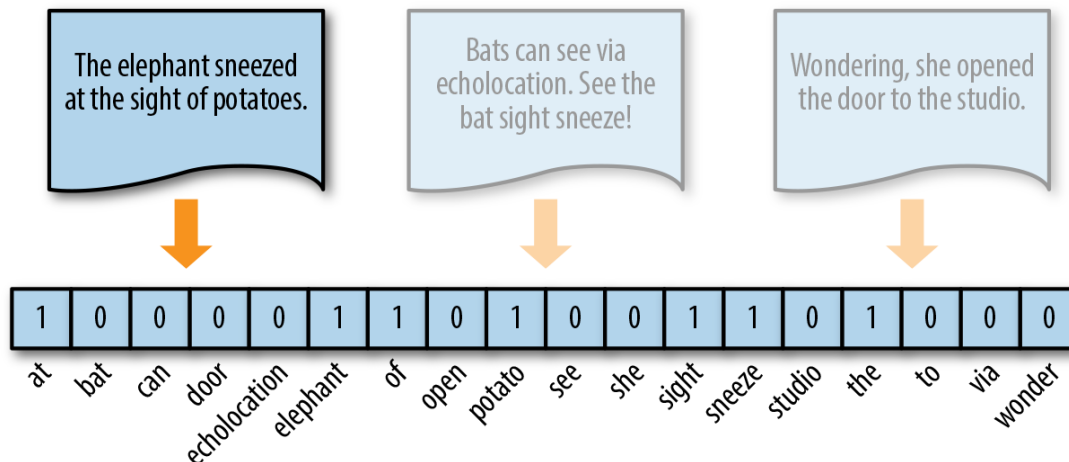 The elephant sneezed
at the sight of potatoes.
Bats can see via
echolocation. See the
bat sight sneeze!
Wondering, she opened
the door to the studio.
1 0 0 0 0 1 1 0 1 0 0 1 1 0 1 0 0 0
at bat can door echolocation elephant of open potato see she sight sneeze studio the to via wonder